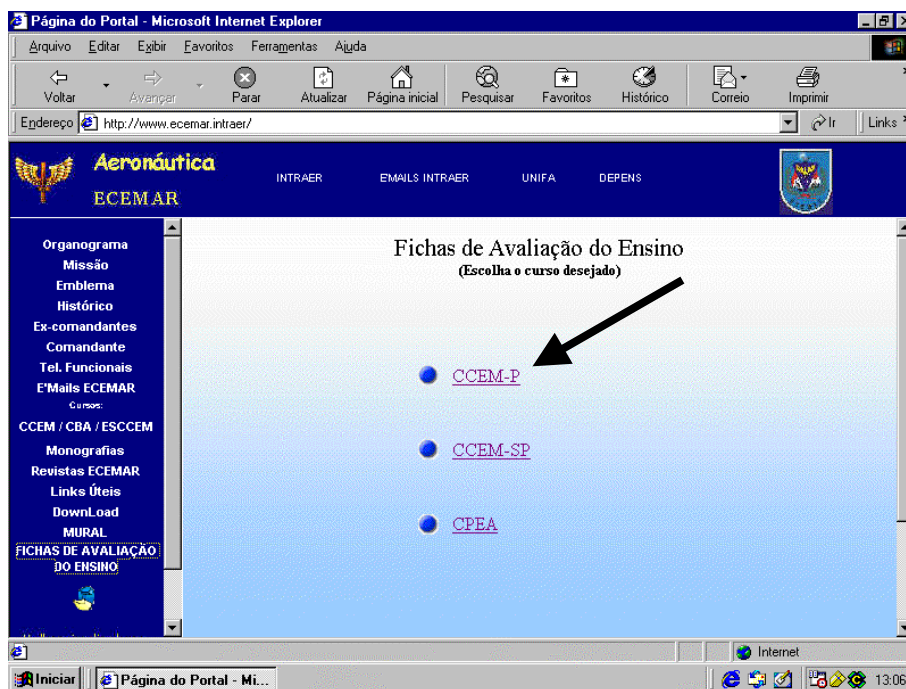 Página do Portal - Microsoft Internet Explorer
Arquivo Editar Exibir Favoritos Ferramentas Ajuda
Voltar Avançar Parar Atualizar Página inicial Pesquisar Favoritos Histórico Correio Imprimir
Endereço http://www.ecemar.intraer/ Ir Links
Aeronáutica
ECEMAR
INTRAER EMAILS INTRAER UNIFA DEPENS
Organograma
Missão
Emblema
Histórico
Ex-comandantes
Comandante
Tel. Funcionais
E'Mails ECEMAR
Cursos:
CCEM / CBA / ESCCEM
Monografias
Revistas ECEMAR
Links Úteis
DownLoad
MURAL
FICHAS DE AVALIAÇÃO
DO ENSINO
Fichas de Avaliação do Ensino
(Escolha o curso desejado)
CCEM-P
CCEM-SP
CPEA
Internet
Iniciar Página do Portal - Mi... 13:06